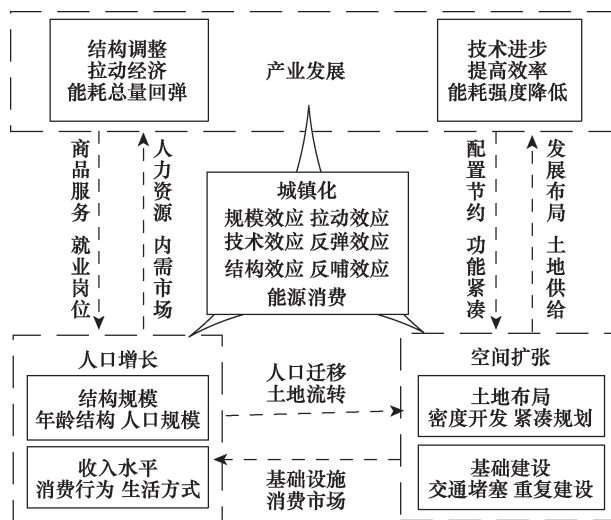 结构调整
拉动经济
能耗总量回弹
产业发展
技术进步
提高效率
能耗强度降低
商品服务 就业岗位
人力资源 内需市场
城镇化
规模效应 拉动效应
技术效应 反弹效应
结构效应 反哺效应
能源消费
配置节约 功能紧凑
发展布局 土地供给
人口增长
结构规模
年龄结构 人口规模
收入水平
消费行为 生活方式
人口迁移
土地流转
基础设施
消费市场
空间扩张
土地布局
密度开发 紧凑规划
基础建设
交通堵塞 重复建设